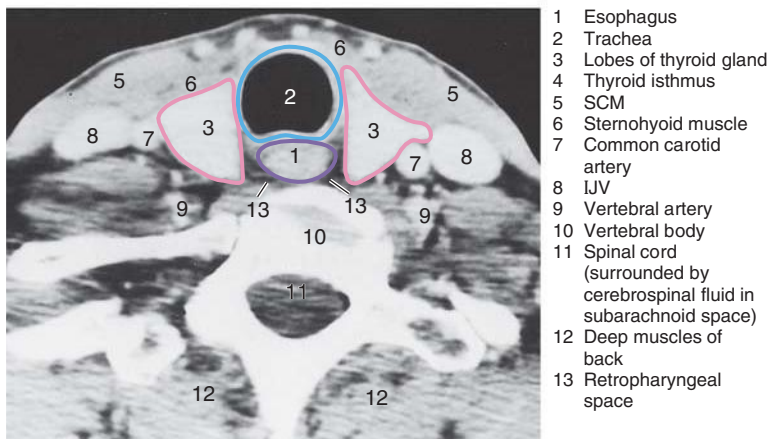 1 Esophagus
2 Trachea
3 Lobes of thyroid gland
4 Thyroid isthmus
5 SCM
6 Sternohyoid muscle
7 Common carotid
artery
8 IJV
9 Vertebral artery
10 Vertebral body
11 Spinal cord
(surrounded by
cerebrospinal fluid in
subarachnoid space)
12 Deep muscles of
back
13 Retropharyngeal
space
6
5 6 5
2
3 3
8 7 1 7 8
9 13 13 9
10
11
12 12